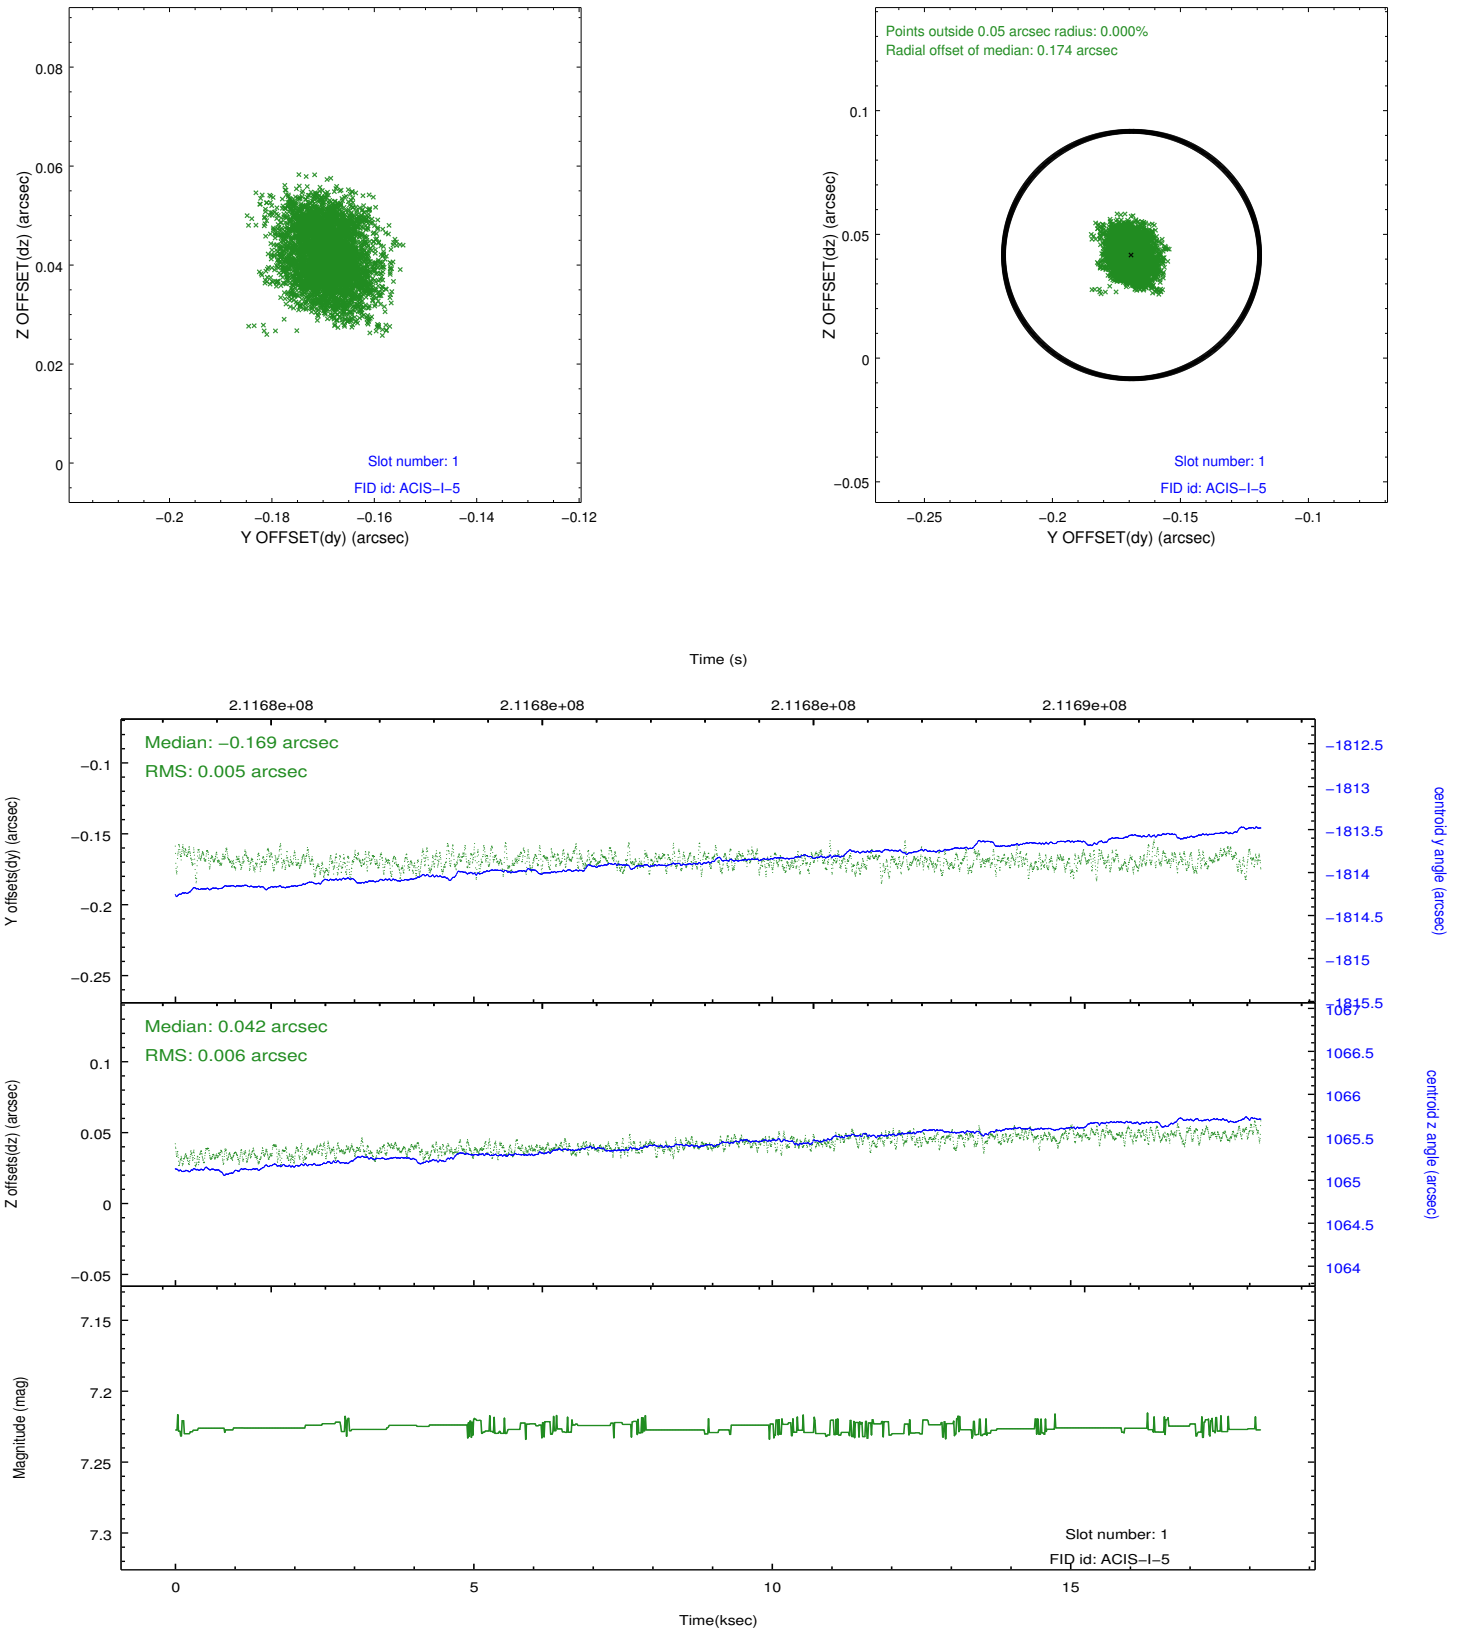 0.08
0.06
0.04
0.02
0
Z OFFSET(dz) (arcsec)
−0.2
−0.18
−0.16
−0.14
−0.12
Y OFFSET(dy) (arcsec)
Slot number: 1
FID id: ACIS−I−5
Points outside 0.05 arcsec radius: 0.000%
Radial offset of median: 0.174 arcsec
0.1
0.05
0
−0.05
Z OFFSET(dz) (arcsec)
−0.25
−0.2
−0.15
−0.1
Y OFFSET(dy) (arcsec)
Slot number: 1
FID id: ACIS−I−5
Time (s)
2.1168e+08
2.1168e+08
2.1168e+08
2.1169e+08
Median: −0.169 arcsec
RMS: 0.005 arcsec
−0.1
−0.15
−0.2
−0.25
Y offsets(dy) (arcsec)
−1812.5
−1813
−1813.5
−1814
−1814.5
−1815
−1815.5
centroid y angle (arcsec)
Median: 0.042 arcsec
RMS: 0.006 arcsec
0.1
0.05
0
−0.05
Z offsets(dz) (arcsec)
1067
1066.5
1066
1065.5
1065
1064.5
1064
centroid z angle (arcsec)
7.15
7.2
7.25
7.3
Magnitude (mag)
Slot number: 1
FID id: ACIS−I−5
0
5
10
15
Time(ksec)